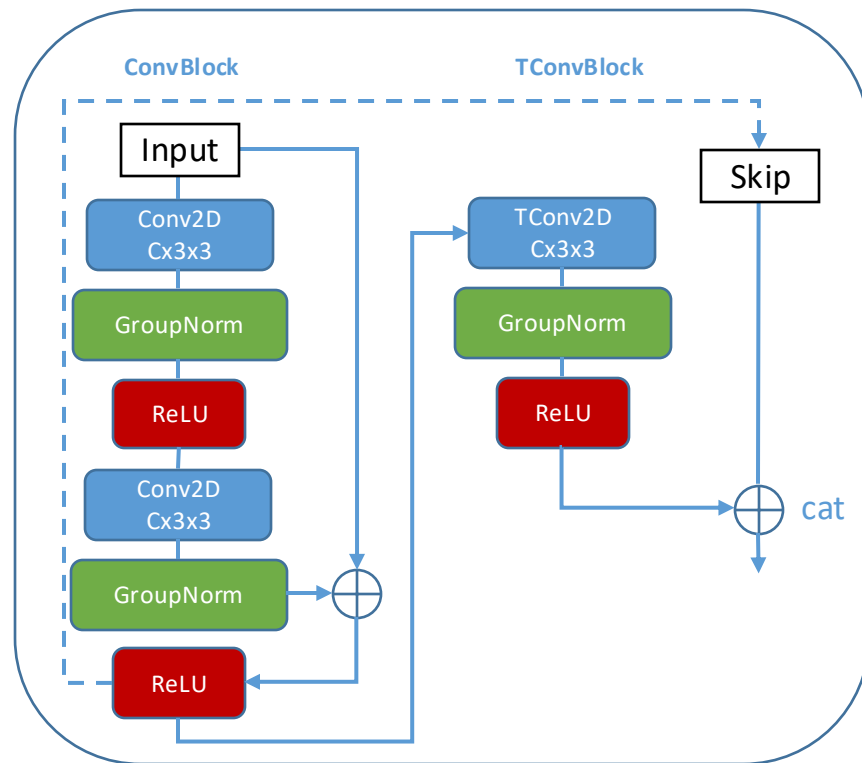 ConvBlock
TConvBlock
Input
Skip
Conv2D
Cx3x3
GroupNorm
ReLU
Conv2D
Cx3x3
GroupNorm
ReLU
TConv2D
Cx3x3
GroupNorm
ReLU
cat